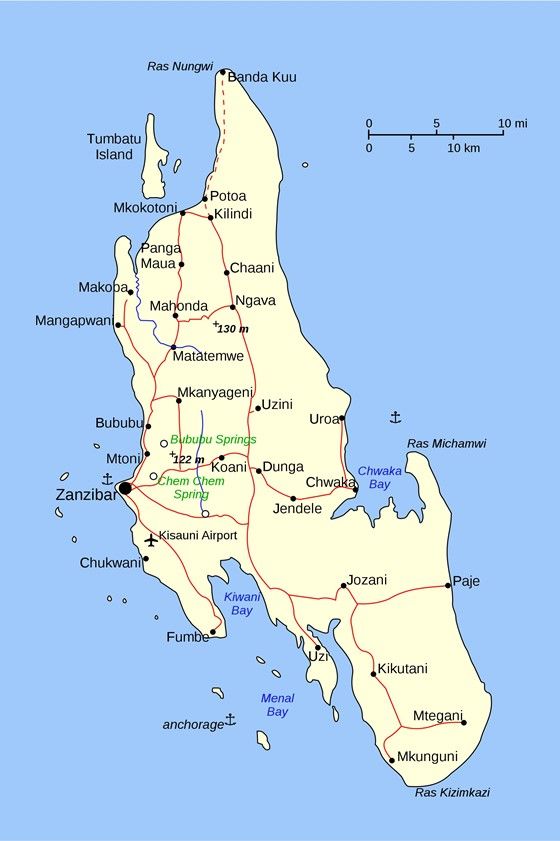 Ras Nungwi
Banda Kuu
0 5 10 mi
0 5 10 km
Tumbatu
Island
Potoa
Mkokotoni
Kilindi
Panga
Maua
Chaani
Makoba
Mahonda
Ngava
Mangapwani
130 m
Matatemwe
Mkanyageni
Uzini
Uroa
Bububu
Bububu Springs
Ras Michamwi
Mtoni
122 m
Koani
Dunga
Chwaka
Bay
Chem Chem
Spring
Chwaka
Zanzibar
Jendele
Kisauni Airport
Chukwani
Jozani
Paje
Kiwani
Bay
Fumbe
Uzi
Kikutani
Menal
Bay
Mtegani
anchorage
Mkunguni
Ras Kizimkazi